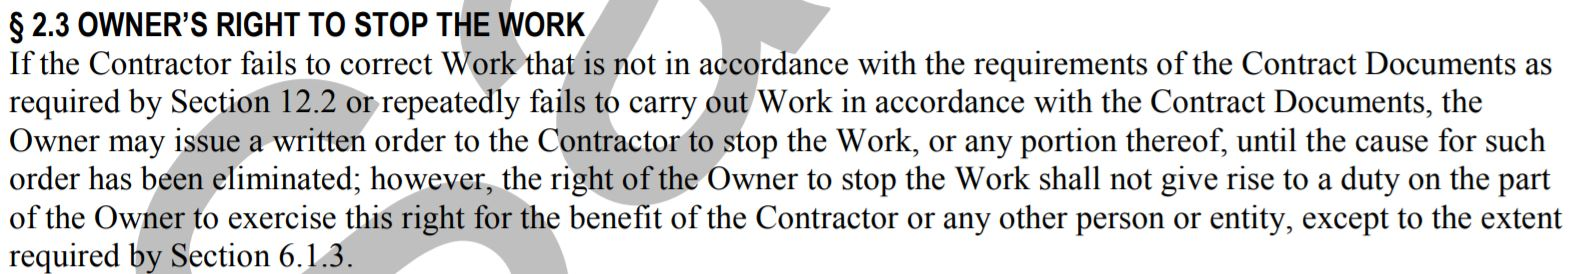 § 2.3 OWNER’S RIGHT TO STOP THE WORK
If the Contractor fails to correct Work that is not in accordance with the requirements of the Contract Documents as
required by Section 12.2 or repeatedly fails to carry out Work in accordance with the Contract Documents, the
Owner may issue a written order to the Contractor to stop the Work, or any portion thereof, until the cause for such
order has been eliminated; however, the right of the Owner to stop the Work shall not give rise to a duty on the part
of the Owner to exercise this right for the benefit of the Contractor or any other person or entity, except to the extent
required by Section 6.1.3.